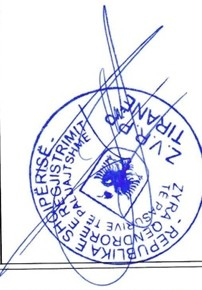 REPUBLIKA E SHQIPËRISË -
ZYRA QENDRORE E REGJISTRIMIT
TË PASURIVE TË PALUAJTSHME
Z.V.R.P.P
TIRANË